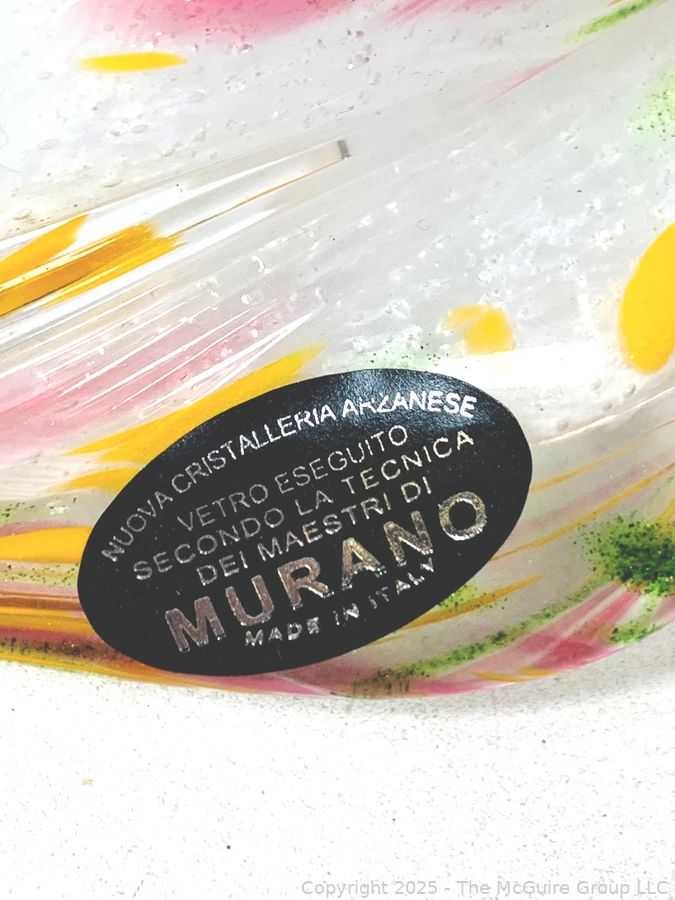 NUOVA CRISTALLERIA ARZANESE
VETRO ESEGUITO
SECONDO LA TECNICA
DEI MAESTRI DI
MURANO
MADE IN ITALY
Copyright 2025 - The McGuire Group LLC